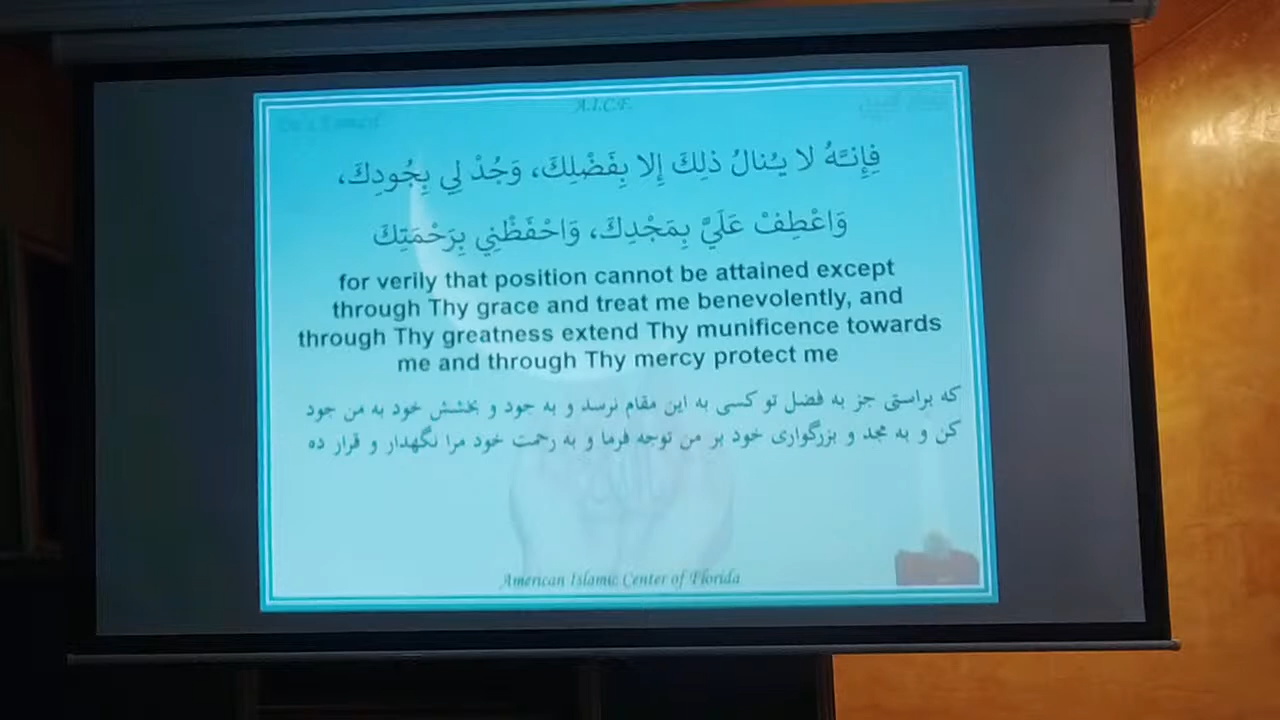 A.I.C.F.
Du'a Kumayl
فَإِنَّهُ لا يُنالُ ذلِكَ إلا بِفَضْلِكَ، وَجُدْ لِي بِجُودِكَ،
وَاعْطِفْ عَلَيَّ بِمَجْدِكَ، وَاحْفَظْنِي بِرَحْمَتِكَ
for verily that position cannot be attained except
through Thy grace and treat me benevolently, and
through Thy greatness extend Thy munificence towards
me and through Thy mercy protect me
که براستی جز به فضل تو کسی به این مقام نرسد و به جود و بخشش خود به من جود
کن و به مجد و بزرگواری خود بر من توجه فرما و به رحمت خود مرا نگهدار و قرار ده
American Islamic Center of Florida